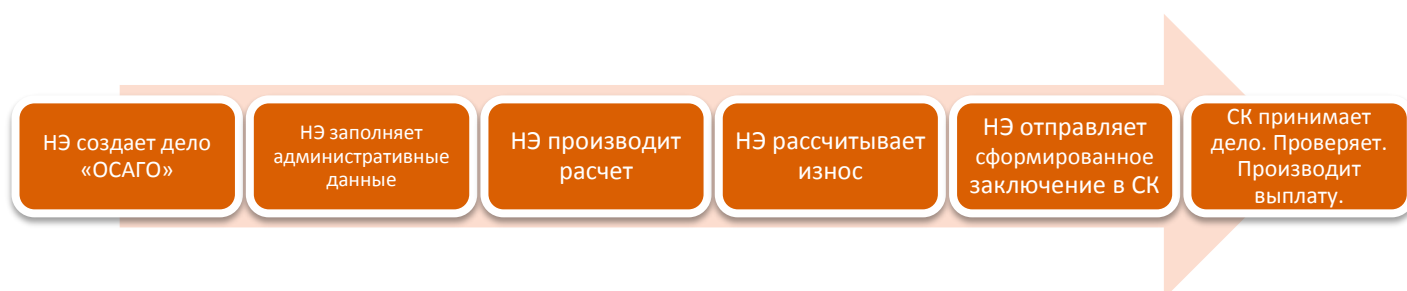 НЭ создает дело
«ОСАГО»
НЭ заполняет
административные
данные
НЭ производит
расчет
НЭ рассчитывает
износ
НЭ отправляет
сформированное
заключение в СК
СК принимает
дело. Проверяет.
Производит
выплату.